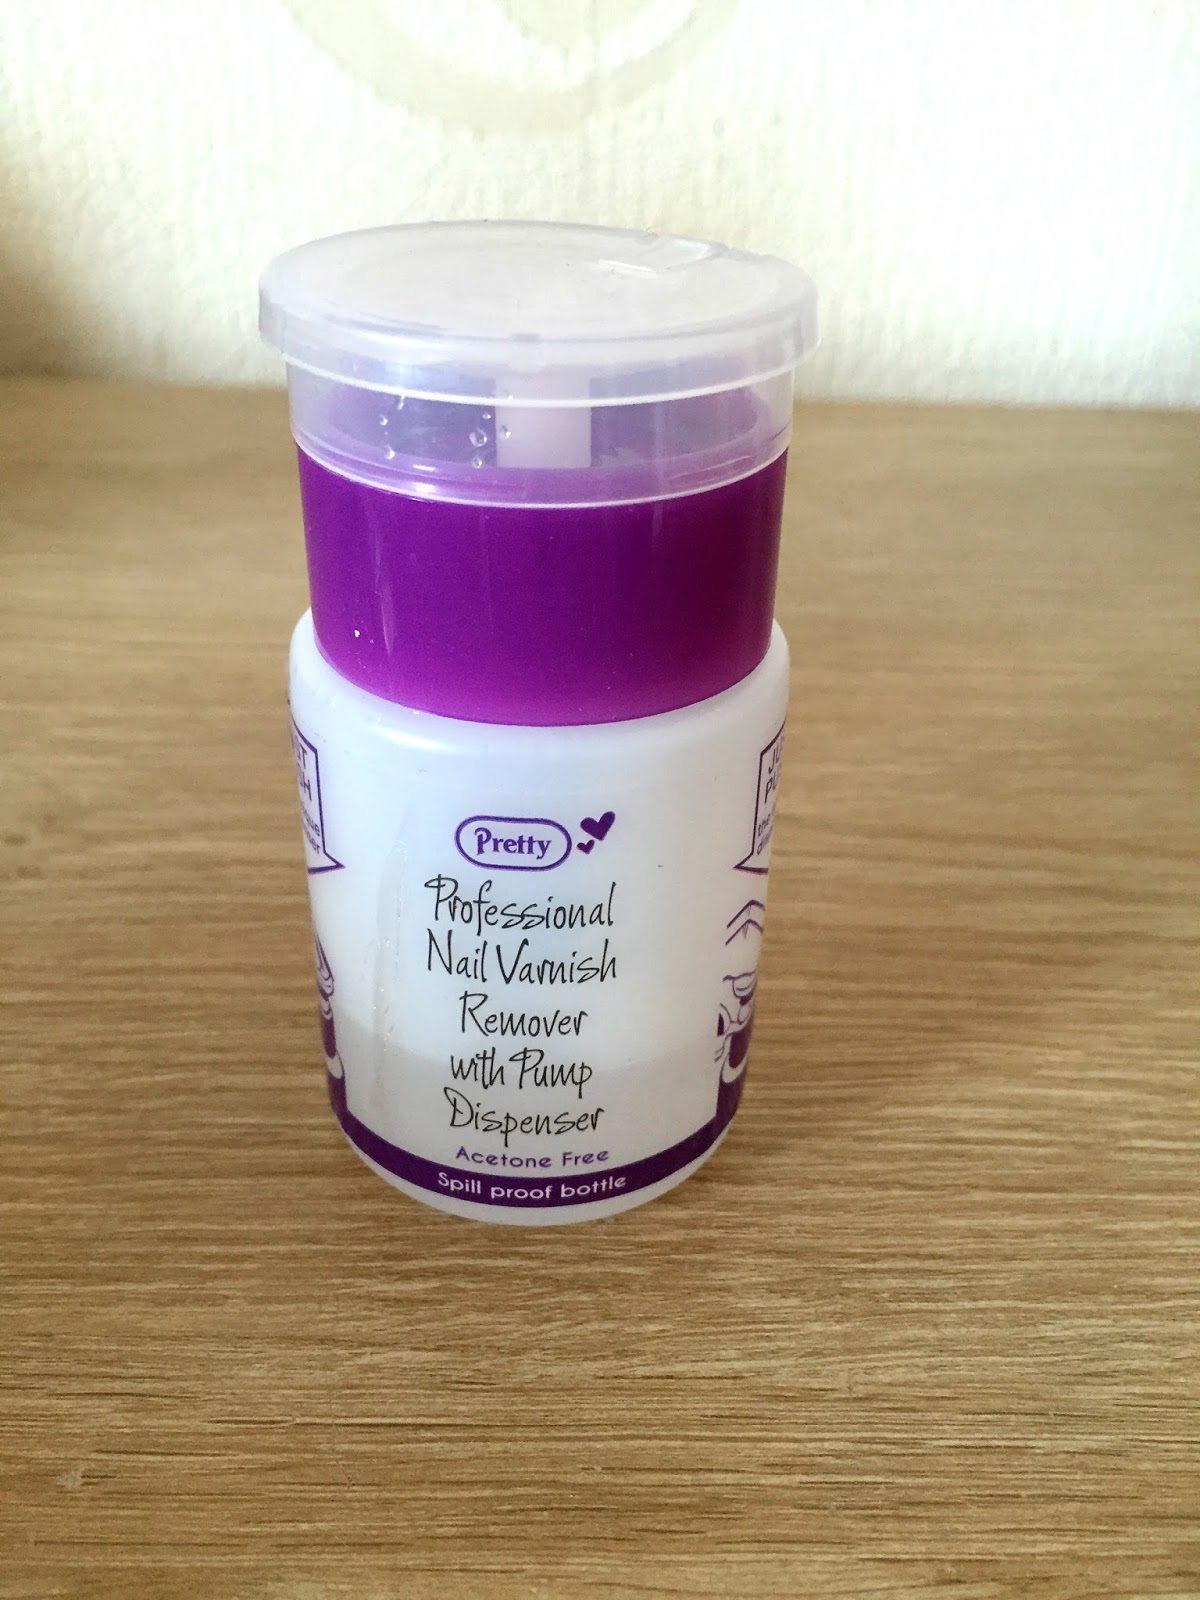 Pretty
Professional
Nail Varnish
Remover
with Pump
Dispenser
Acetone Free
Spill proof bottle